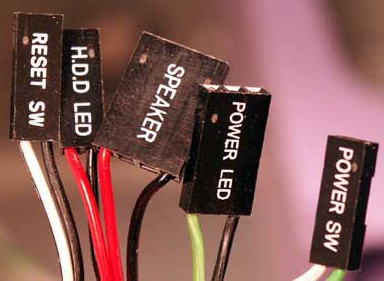 RESET SW
H.D.D LED
SPEAKER
POWER LED
POWER SW